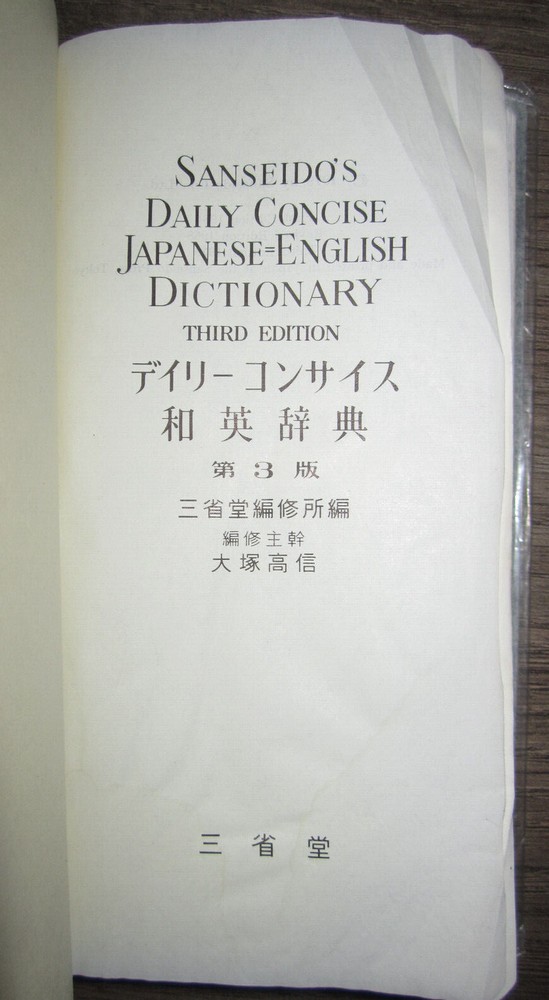 SANSEIDO'S
DAILY CONCISE
JAPANESE=ENGLISH
DICTIONARY
THIRD EDITION
デイリーコンサイス
和英辞典
第3版
三省堂編修所編
編修主幹
大塚高信
三省堂